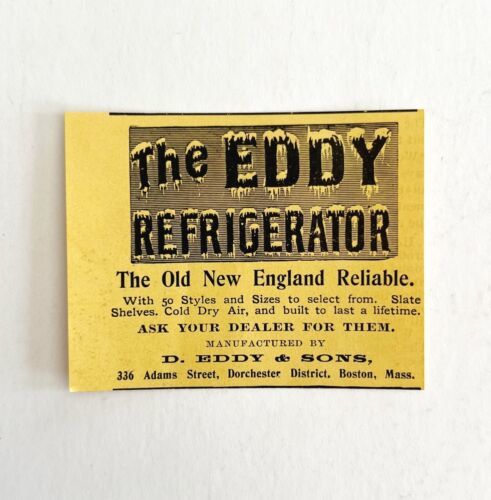 The EDDY
REFRIGERATOR
The Old New England Reliable.
With 50 Styles and Sizes to select from. Slate
Shelves. Cold Dry Air, and built to last a lifetime.
ASK YOUR DEALER FOR THEM.
MANUFACTURED BY
D. EDDY & SONS,
336 Adams Street, Dorchester District. Boston, Mass.